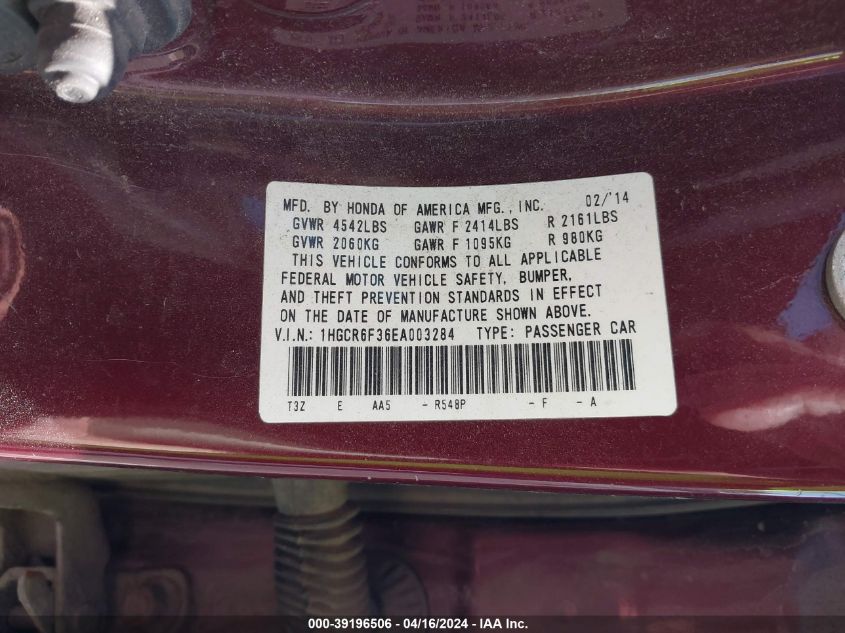 MFD. BY HONDA OF AMERICA MFG., INC. 02/'14
GVWR 4542LBS GAWR F 2414LBS R 2161LBS
GVWR 2060KG GAWR F 1095KG R 980KG
THIS VEHICLE CONFORMS TO ALL APPLICABLE
FEDERAL MOTOR VEHICLE SAFETY, BUMPER,
AND THEFT PREVENTION STANDARDS IN EFFECT
ON THE DATE OF MANUFACTURE SHOWN ABOVE.
V.I.N.: 1HGCR6F36EA003284 TYPE: PASSENGER CAR
T3Z E AA5 - R548P - F - A
000-39196506 - 04/16/2024 - IAA Inc.